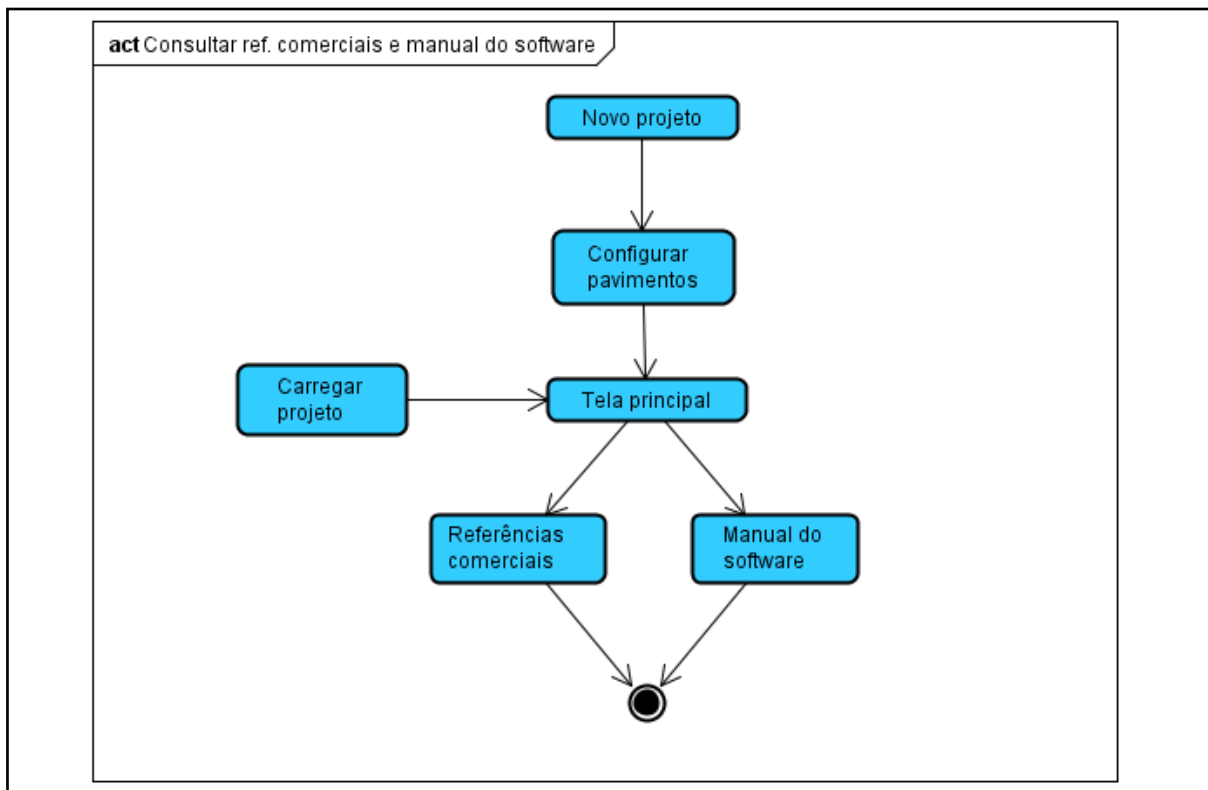 act Consultar ref. comerciais e manual do software
Novo projeto
Configurar
pavimentos
Carregar
projeto
Tela principal
Referências
comerciais
Manual do
software